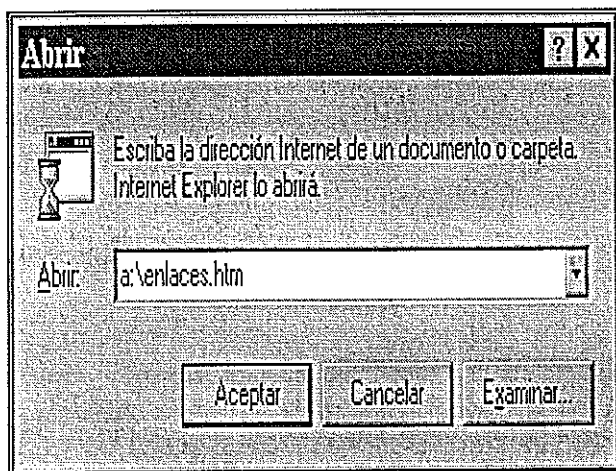 Abrir
? X
Escriba la dirección Internet de un documento o carpeta.
Internet Explorer lo abrirá.
Abrir: a:\enlaces.htm
Aceptar Cancelar Examinar...